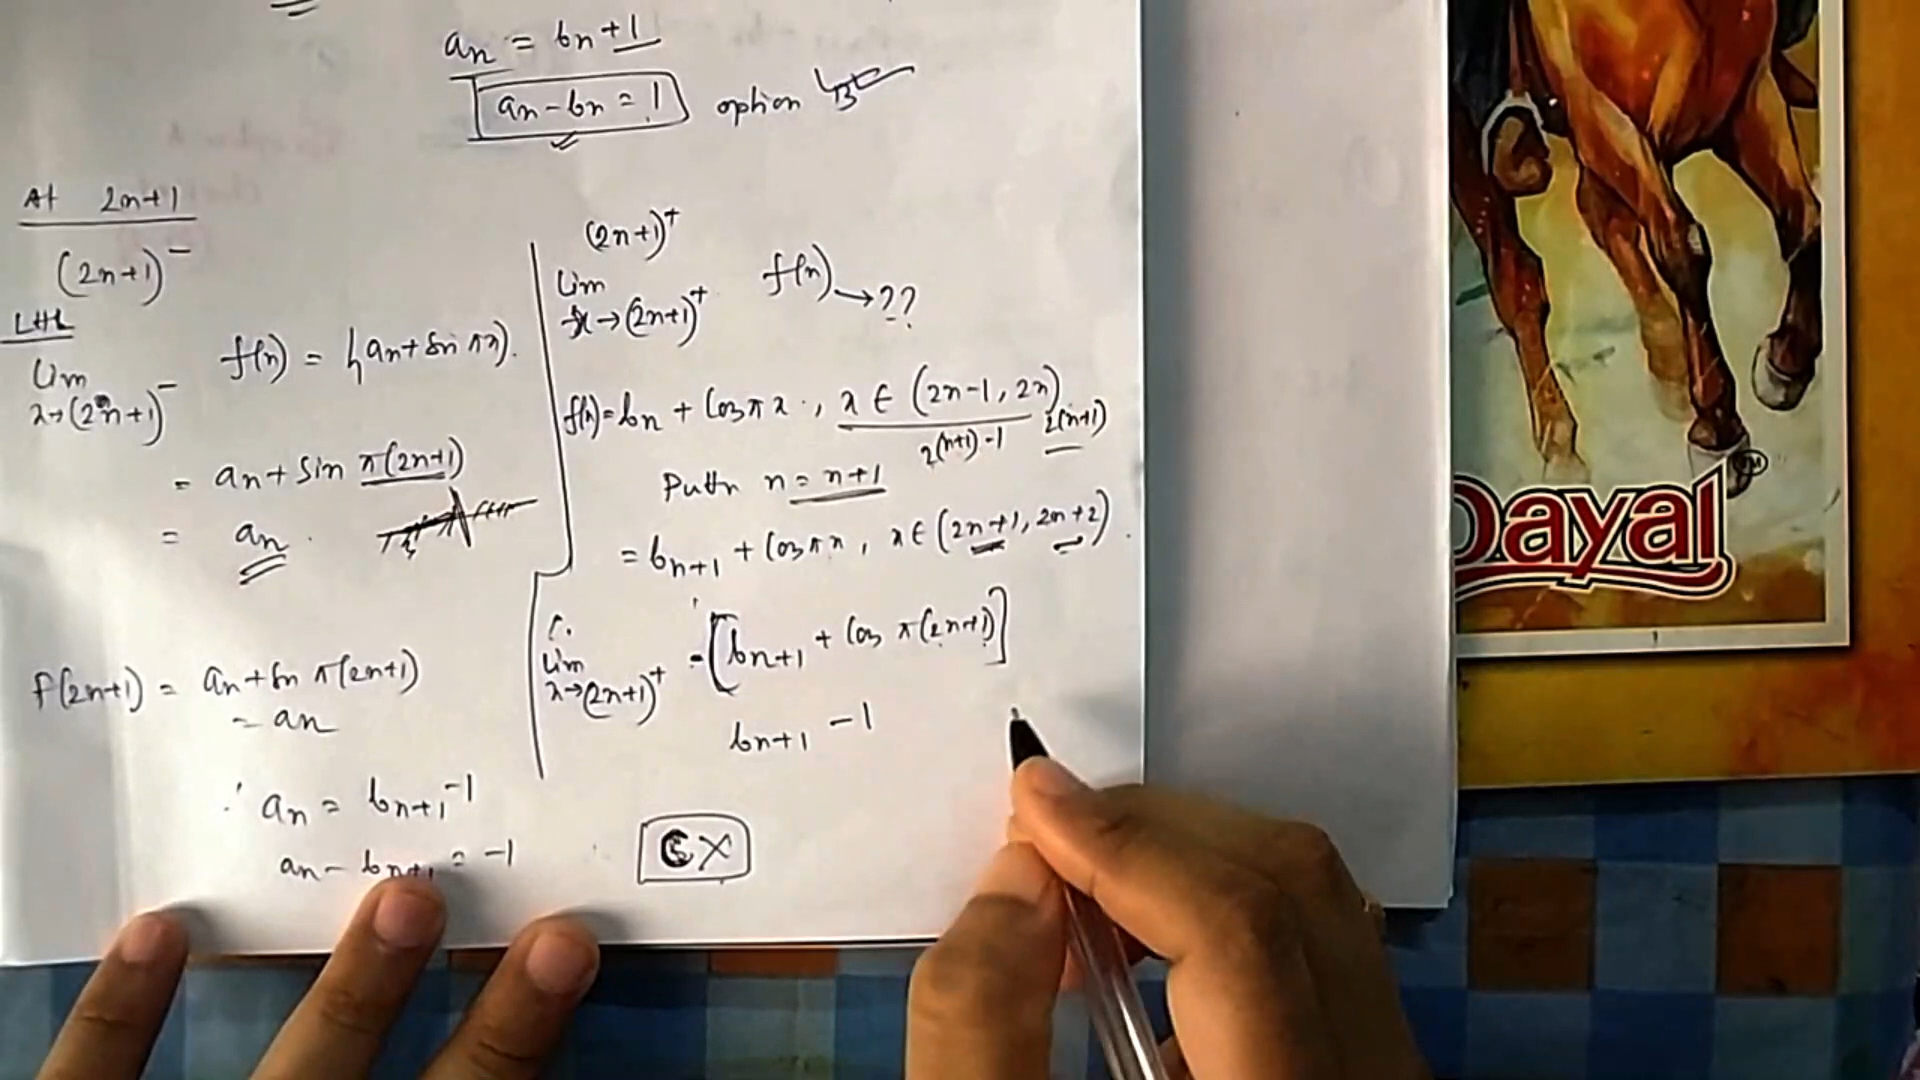 an = bn+1
an-bn = 1 option B
At 2n+1
(2n+1)⁻
LHL
Lim x→(2n+1)⁻ f(x) = {an+sin πx}.
= an + sin π(2n+1)
= an.
f(2n+1) = an+sin π(2n+1)
= an
∴ an = bn+1 -1
an - bn+1 = -1
(2n+1)⁺
Lim x→(2n+1)⁺ f(x) → ??
f(x)= bn + Cos πx, x ∈ (2n-1, 2n)
2(n+1)-1 2(n+1)
Put n = n+1
= bn+1 + Cos πx, x∈ (2n+1, 2n+2).
Lim x→(2n+1)⁺ = [bn+1 + Cos π(2n+1)]
bn+1 -1
C X
Dayal
TM